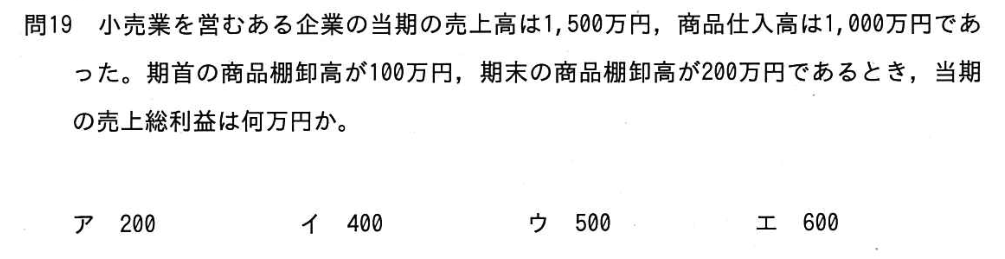 問19 小売業を営むある企業の当期の売上高は1,500万円，商品仕入高は1,000万円であ
った。期首の商品棚卸高が100万円，期末の商品棚卸高が200万円であるとき，当期
の売上総利益は何万円か。
ア 200 イ 400 ウ 500 エ 600